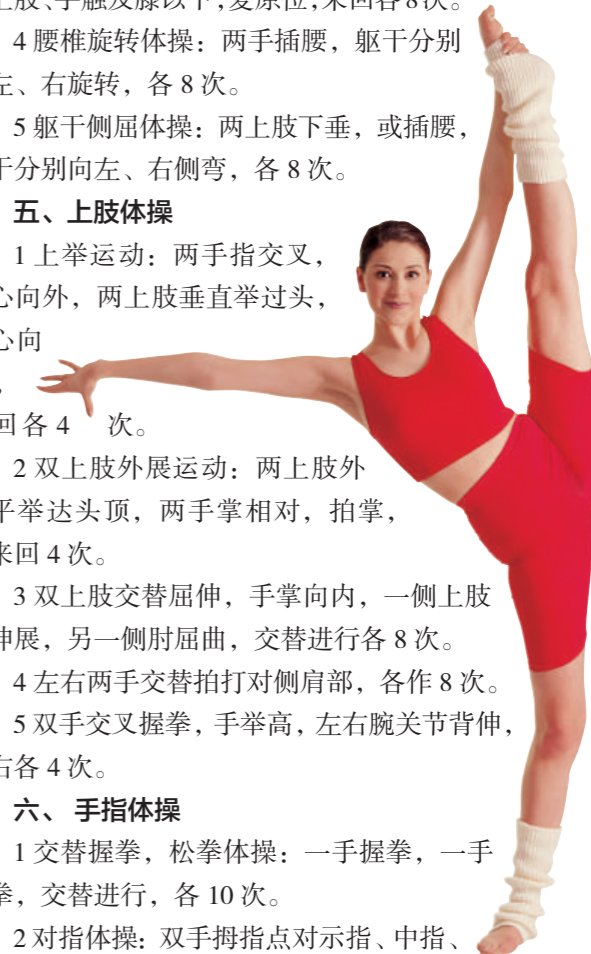 上肢、手触及膝以下，复原位，来回各8次。
4 腰椎旋转体操：两手插腰，躯干分别
左、右旋转，各 8 次。
5 躯干侧屈体操：两上肢下垂，或插腰，
干分别向左、右侧弯，各 8 次。
五、上肢体操
1 上举运动：两手指交叉，
心向外，两上肢垂直举过头，
心向
，
回各 4 次。
2 双上肢外展运动：两上肢外
平举达头顶，两手掌相对，拍掌，
来回 4 次。
3 双上肢交替屈伸，手掌向内，一侧上肢
伸展，另一侧肘屈曲，交替进行各 8 次。
4 左右两手交替拍打对侧肩部，各作 8 次。
5 双手交叉握拳，手举高，左右腕关节背伸，
右各 4 次。
六、 手指体操
1 交替握拳，松拳体操：一手握拳，一手
拳，交替进行，各 10 次。
2 对指体操：双手拇指点对示指、中指、